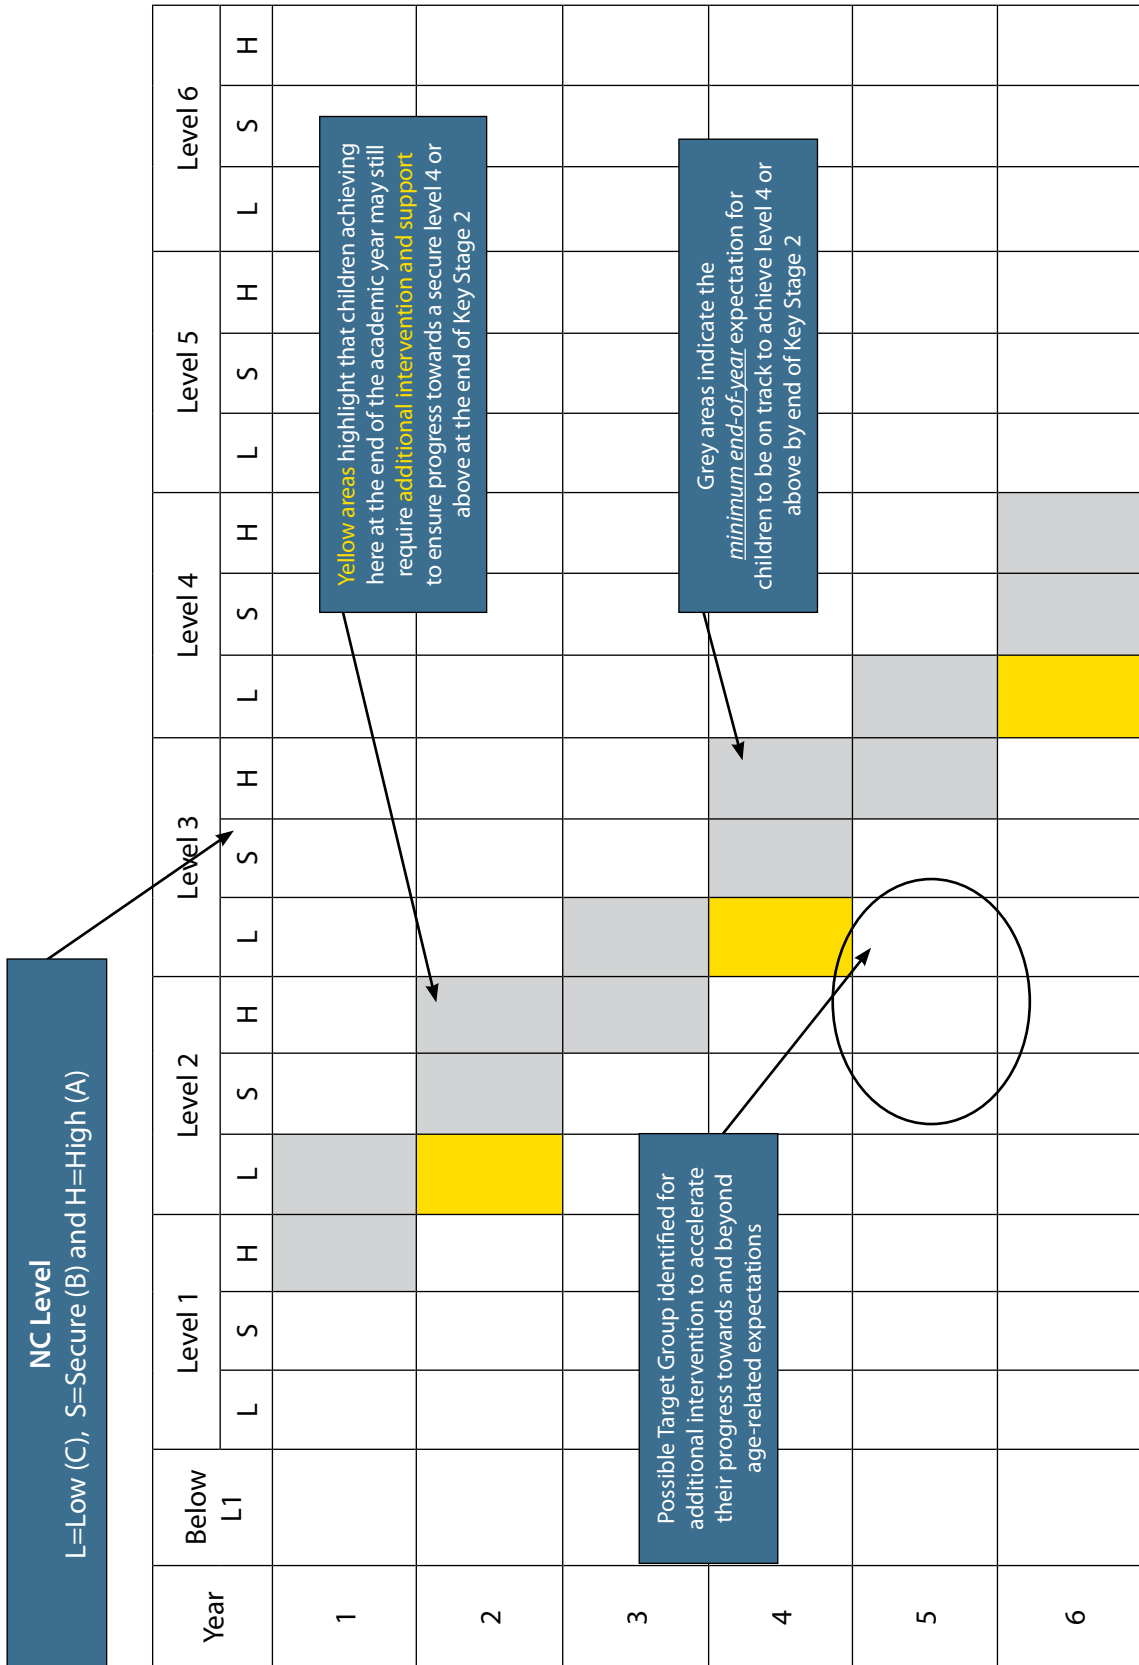 NC Level
L=Low (C), S=Secure (B) and H=High (A)
Year
Below
L1
Level 1
Level 2
Level 3
Level 4
Level 5
Level 6
L S H L S H L S H L S H L S H L S H
1
2
3
4
5
6
Yellow areas highlight that children achieving
here at the end of the academic year may still
require additional intervention and support
to ensure progress towards a secure level 4 or
above at the end of Key Stage 2
Grey areas indicate the
minimum end-of-year expectation for
children to be on track to achieve level 4 or
above by end of Key Stage 2
Possible Target Group identified for
additional intervention to accelerate
their progress towards and beyond
age-related expectations